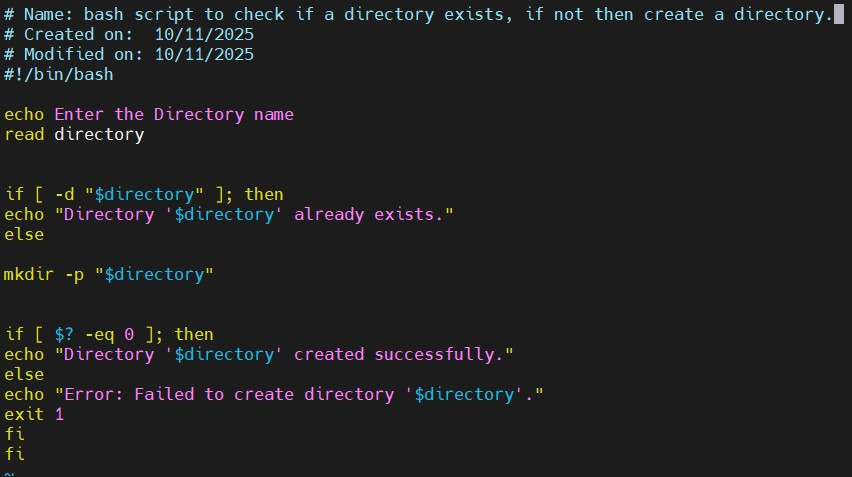 # Name: bash script to check if a directory exists, if not then create a directory.
# Created on:  10/11/2025
# Modified on: 10/11/2025
#!/bin/bash
echo Enter the Directory name
read directory
if [ -d "$directory" ]; then
echo "Directory '$directory' already exists."
else
mkdir -p "$directory"
if [ $? -eq 0 ]; then
echo "Directory '$directory' created successfully."
else
echo "Error: Failed to create directory '$directory'."
exit 1
fi
fi
~